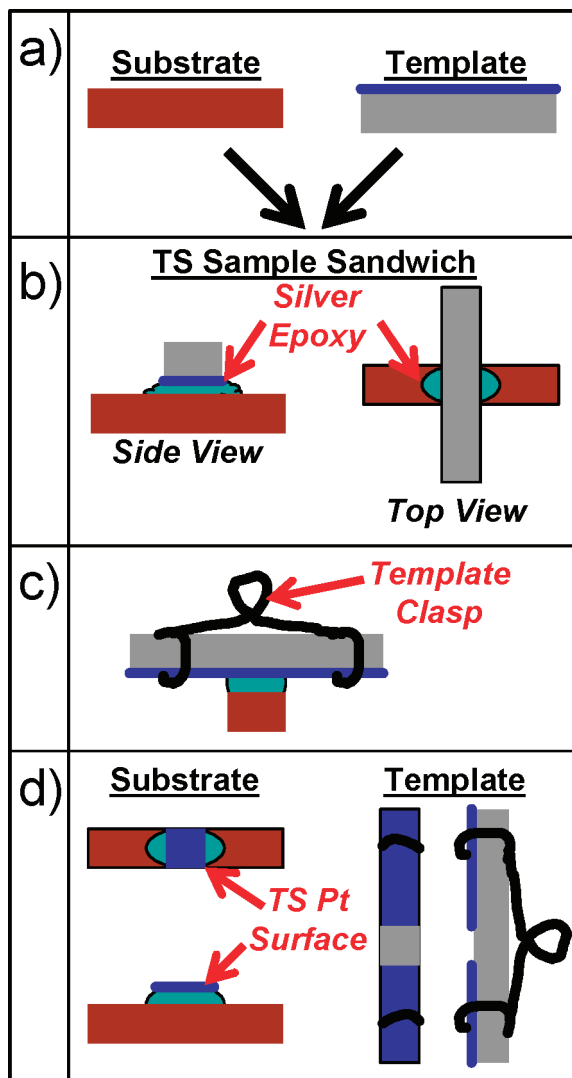 a)
Substrate
Template
b)
TS Sample Sandwich
Silver
Epoxy
Side View
Top View
c)
Template
Clasp
d)
Substrate
Template
TS Pt
Surface